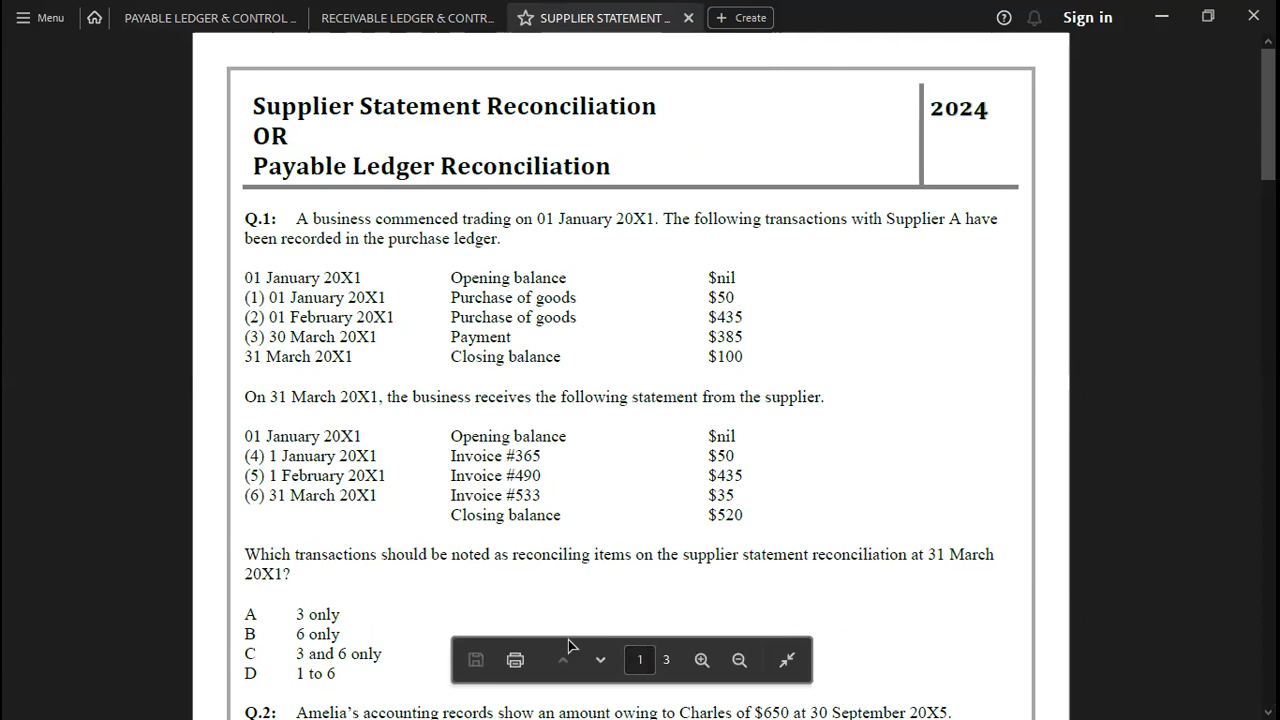 Menu
PAYABLE LEDGER & CONTROL ...
RECEIVABLE LEDGER & CONTR...
SUPPLIER STATEMENT ...
Create
Sign in
Supplier Statement Reconciliation
OR
Payable Ledger Reconciliation
2024
Q.1: A business commenced trading on 01 January 20X1. The following transactions with Supplier A have
been recorded in the purchase ledger.
01 January 20X1 Opening balance $nil
(1) 01 January 20X1 Purchase of goods $50
(2) 01 February 20X1 Purchase of goods $435
(3) 30 March 20X1 Payment $385
31 March 20X1 Closing balance $100
On 31 March 20X1, the business receives the following statement from the supplier.
01 January 20X1 Opening balance $nil
(4) 1 January 20X1 Invoice #365 $50
(5) 1 February 20X1 Invoice #490 $435
(6) 31 March 20X1 Invoice #533 $35
Closing balance $520
Which transactions should be noted as reconciling items on the supplier statement reconciliation at 31 March
20X1?
A 3 only
B 6 only
C 3 and 6 only
D 1 to 6
1 3
Q.2: Amelia's accounting records show an amount owing to Charles of $650 at 30 September 20X5.